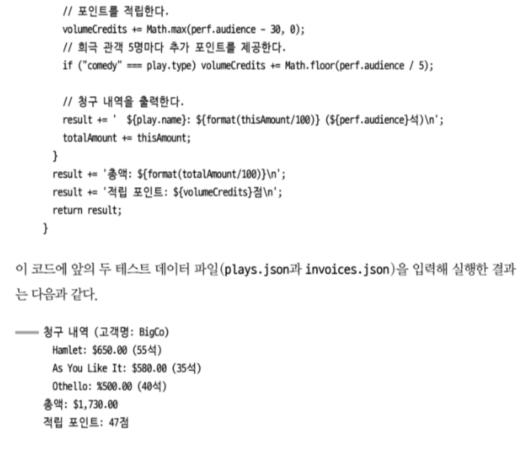 // 포인트를 적립한다.
volumeCredits += Math.max(perf.audience - 30, 0);
// 희극 관객 5명마다 추가 포인트를 제공한다.
if ("comedy" === play.type) volumeCredits += Math.floor(perf.audience / 5);
// 청구 내역을 출력한다.
result += ' ${play.name}: ${format(thisAmount/100)} (${perf.audience}석)\n';
totalAmount += thisAmount;
}
result += '총액: ${format(totalAmount/100)}\n';
result += '적립 포인트: ${volumeCredits}점\n';
return result;
}
이 코드에 앞의 두 테스트 데이터 파일(plays.json과 invoices.json)을 입력해 실행한 결과
는 다음과 같다.
청구 내역 (고객명: BigCo)
Hamlet: $650.00 (55석)
As You Like It: $580.00 (35석)
Othello: %500.00 (40석)
총액: $1,730.00
적립 포인트: 47점